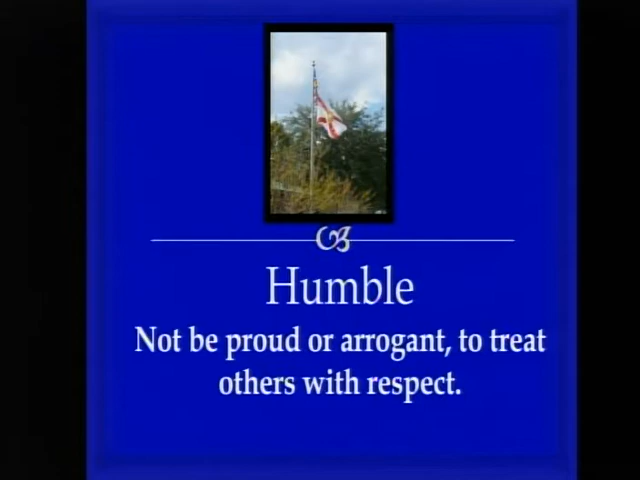 Humble
Not be proud or arrogant, to treat
others with respect.